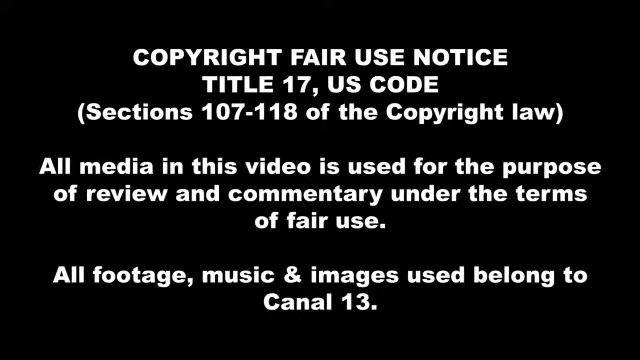 COPYRIGHT FAIR USE NOTICE
TITLE 17, US CODE
(Sections 107-118 of the Copyright law)
All media in this video is used for the purpose
of review and commentary under the terms
of fair use.
All footage, music & images used belong to
Canal 13.